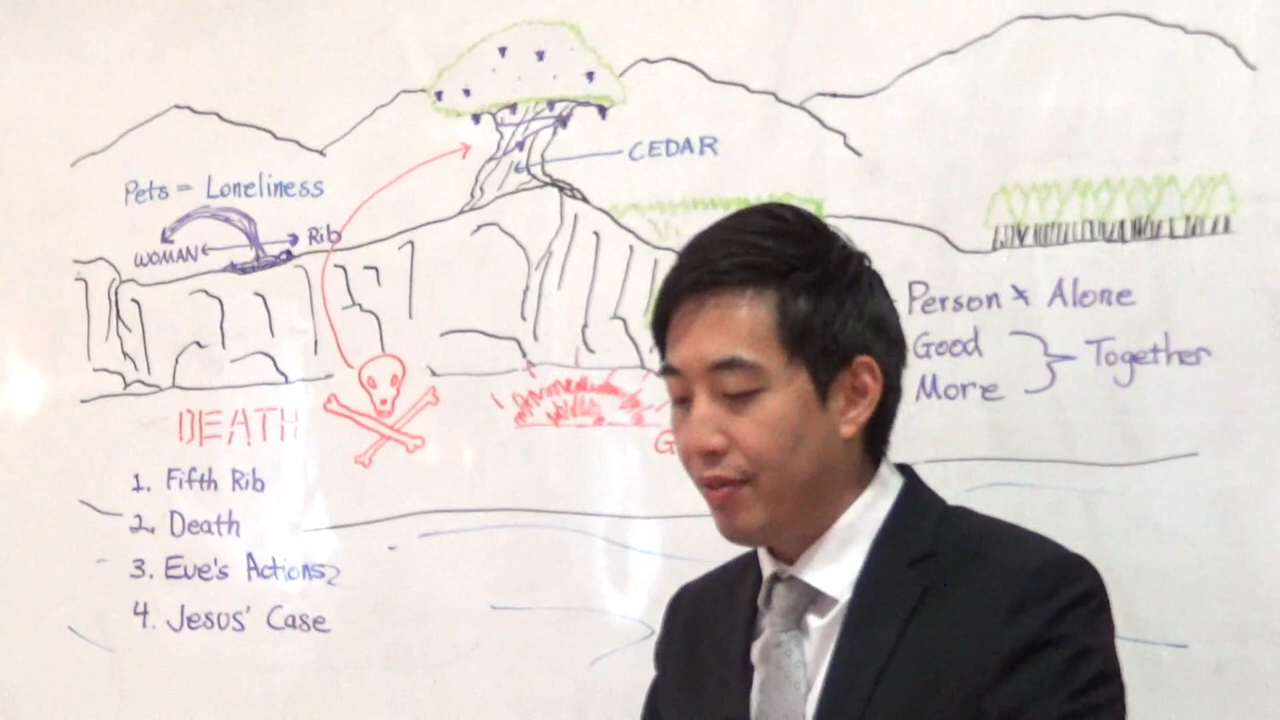 CEDAR
Pets = Loneliness
WOMAN
Rib
Person x Alone
Good
More
Together
DEATH
1. Fifth Rib
2. Death
3. Eve's Actions
4. Jesus' Case